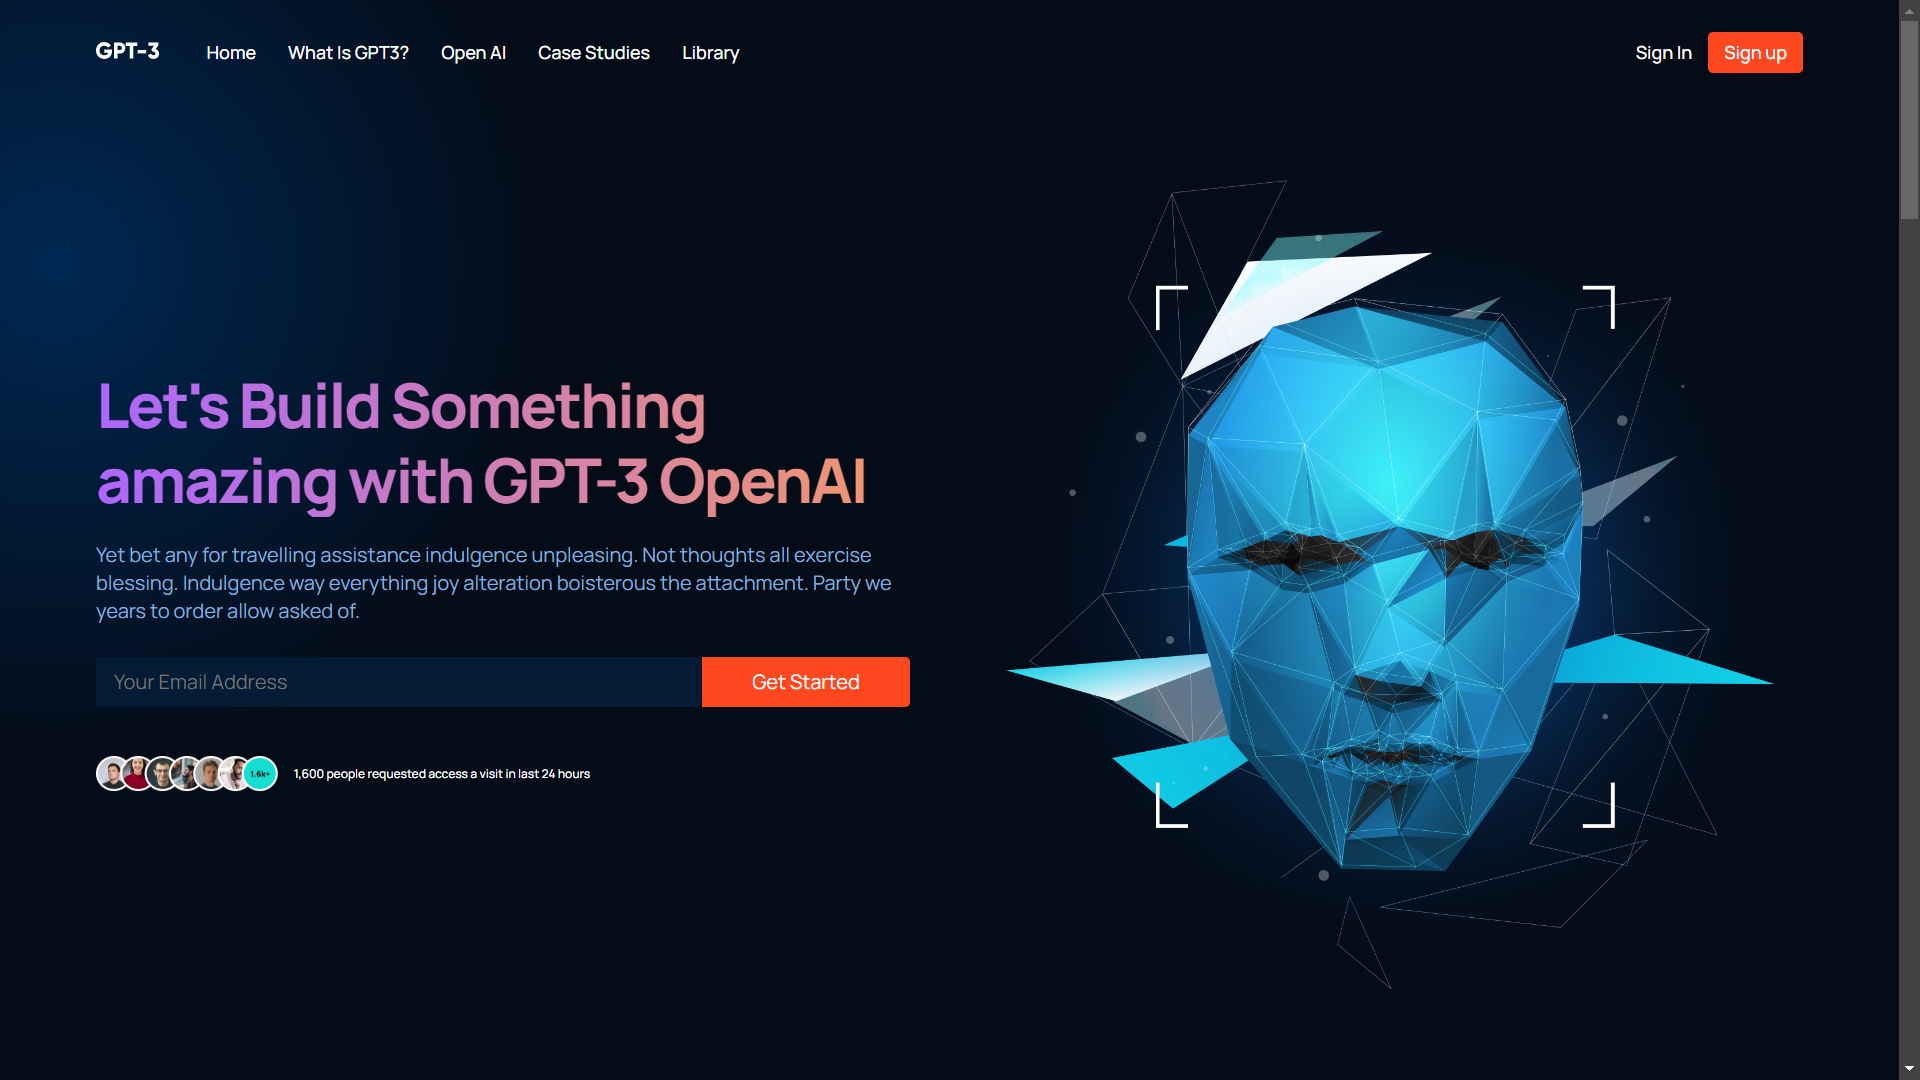 GPT-3
Home
What Is GPT3?
Open AI
Case Studies
Library
Sign In
Sign up
Let's Build Something
amazing with GPT-3 OpenAI
Yet bet any for travelling assistance indulgence unpleasing. Not thoughts all exercise
blessing. Indulgence way everything joy alteration boisterous the attachment. Party we
years to order allow asked of.
Your Email Address
Get Started
1.6k+
1,600 people requested access a visit in last 24 hours